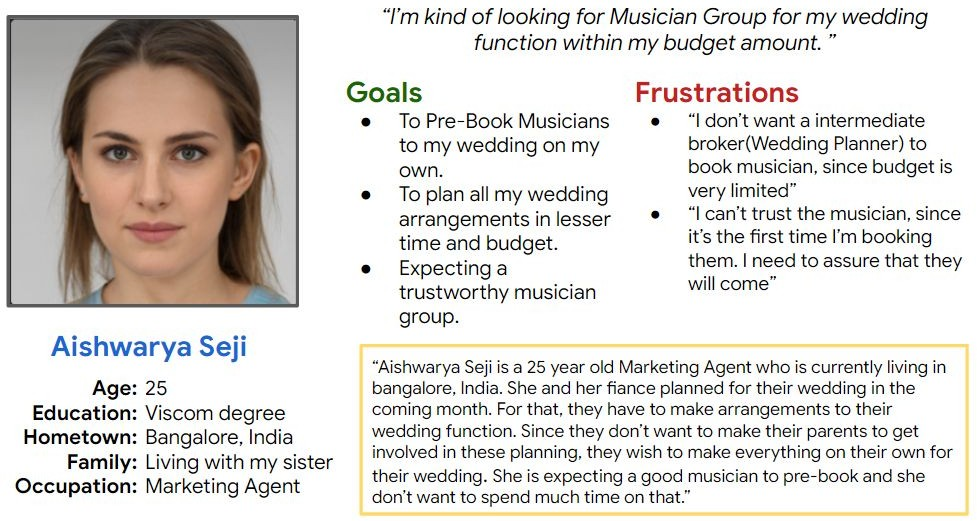 “I’m kind of looking for Musician Group for my wedding
function within my budget amount. ”
Goals
● To Pre-Book Musicians
to my wedding on my
own.
● To plan all my wedding
arrangements in lesser
time and budget.
● Expecting a
trustworthy musician
group.
Frustrations
● “I don’t want a intermediate
broker(Wedding Planner) to
book musician, since budget is
very limited”
● “I can’t trust the musician, since
it’s the first time I’m booking
them. I need to assure that they
will come”
Aishwarya Seji
Age: 25
Education: Viscom degree
Hometown: Bangalore, India
Family: Living with my sister
Occupation: Marketing Agent
“Aishwarya Seji is a 25 year old Marketing Agent who is currently living in
bangalore, India. She and her fiance planned for their wedding in the
coming month. For that, they have to make arrangements to their
wedding function. Since they don’t want to make their parents to get
involved in these planning, they wish to make everything on their own for
their wedding. She is expecting a good musician to pre-book and she
don’t want to spend much time on that.”